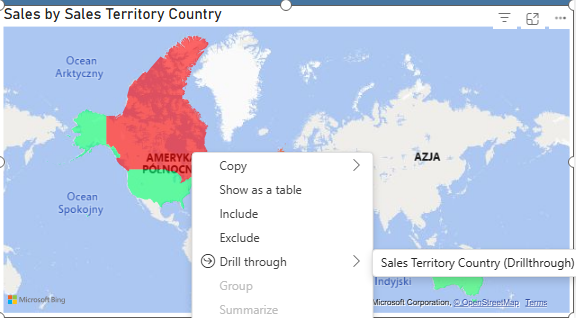 Sales by Sales Territory Country
Ocean
Arktyczny
AMERYKA
PÓŁNOCN
AZJA
Ocean
Spokojny
Copy
Show as a table
Include
Exclude
Drill through
Sales Territory Country (Drillthrough)
Group
Summarize
Indyjski
Microsoft Bing
Microsoft Corporation, © OpenStreetMap Terms